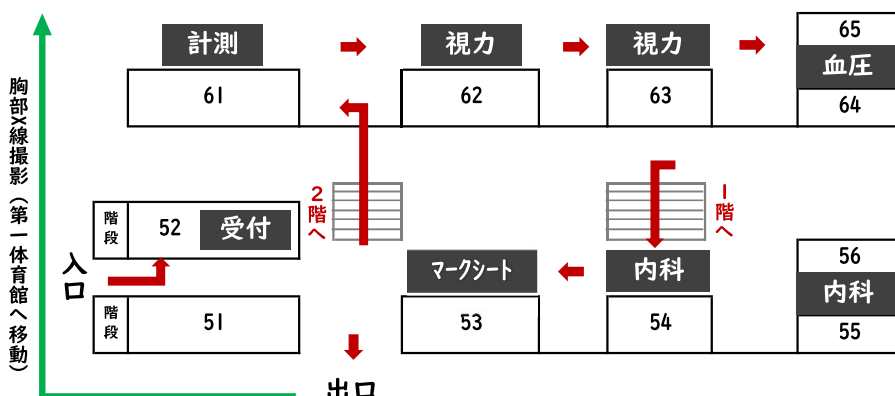 計測
視力
視力
65
血圧
64
61
62
63
胸部X線撮影（第一体育館へ移動）
2階へ
1階へ
階段
52
受付
入口
マークシート
内科
56
内科
55
階段
51
53
54
出口